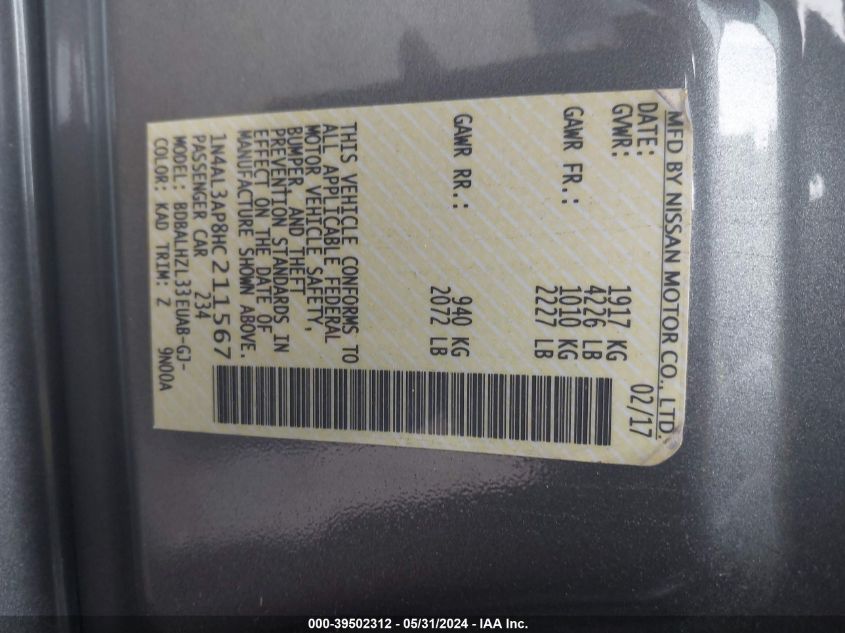 MFD BY NISSAN MOTOR CO., LTD.
DATE: 02/17
GVWR: 1917 KG
4226 LB
GAWR FR.: 1010 KG
2227 LB
GAWR RR.: 940 KG
2072 LB
THIS VEHICLE CONFORMS TO
ALL APPLICABLE FEDERAL
MOTOR VEHICLE SAFETY,
BUMPER, AND THEFT
PREVENTION STANDARDS IN
EFFECT ON THE DATE OF
MANUFACTURE SHOWN ABOVE.
1N4AL3AP8HC211567
PASSENGER CAR 234
MODEL: BDBALHZL33EUA8-GJ-
COLOR: KAD TRIM: Z 9N00A
000-39502312 - 05/31/2024 - IAA Inc.